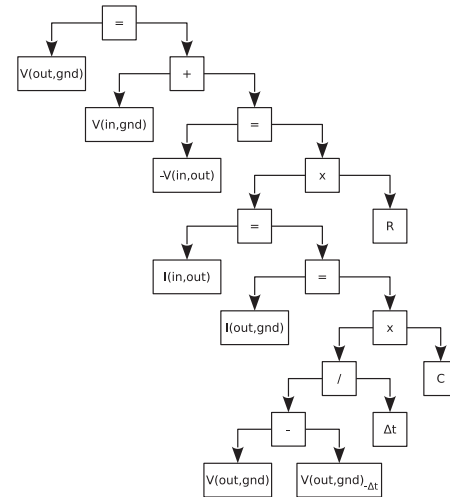 =
V(out,gnd)
+
V(in,gnd)
=
-V(in,out)
x
=
R
I(in,out)
=
I(out,gnd)
x
/
C
-
Δt
V(out,gnd)
V(out,gnd)-Δt